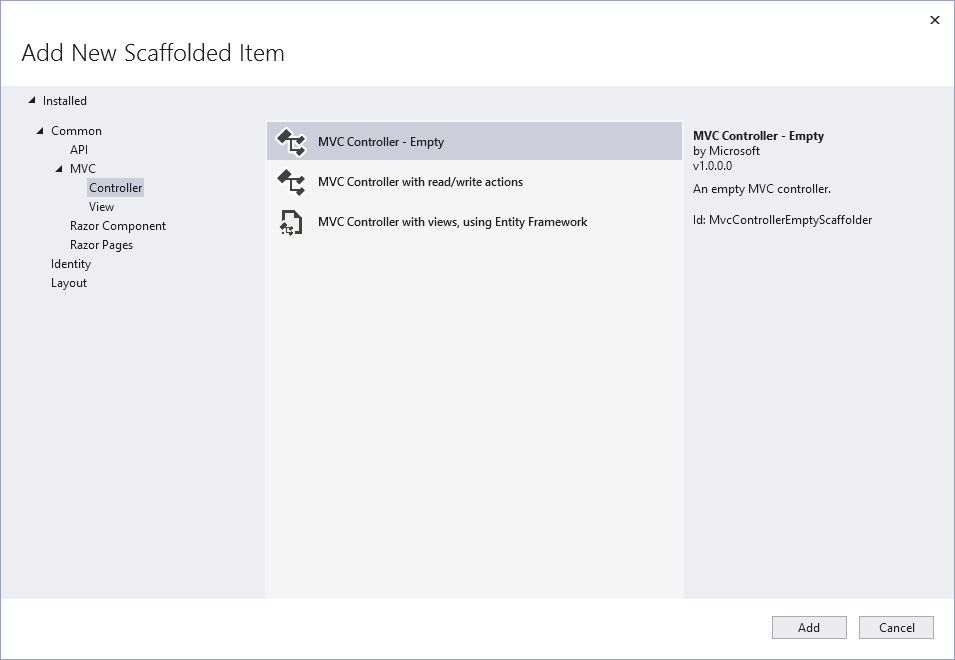 Add New Scaffolded Item
Installed
Common
API
MVC
Controller
View
Razor Component
Razor Pages
Identity
Layout
MVC Controller - Empty
MVC Controller with read/write actions
MVC Controller with views, using Entity Framework
MVC Controller - Empty
by Microsoft
v1.0.0.0
An empty MVC controller.
Id: MvcControllerEmptyScaffolder
Add
Cancel